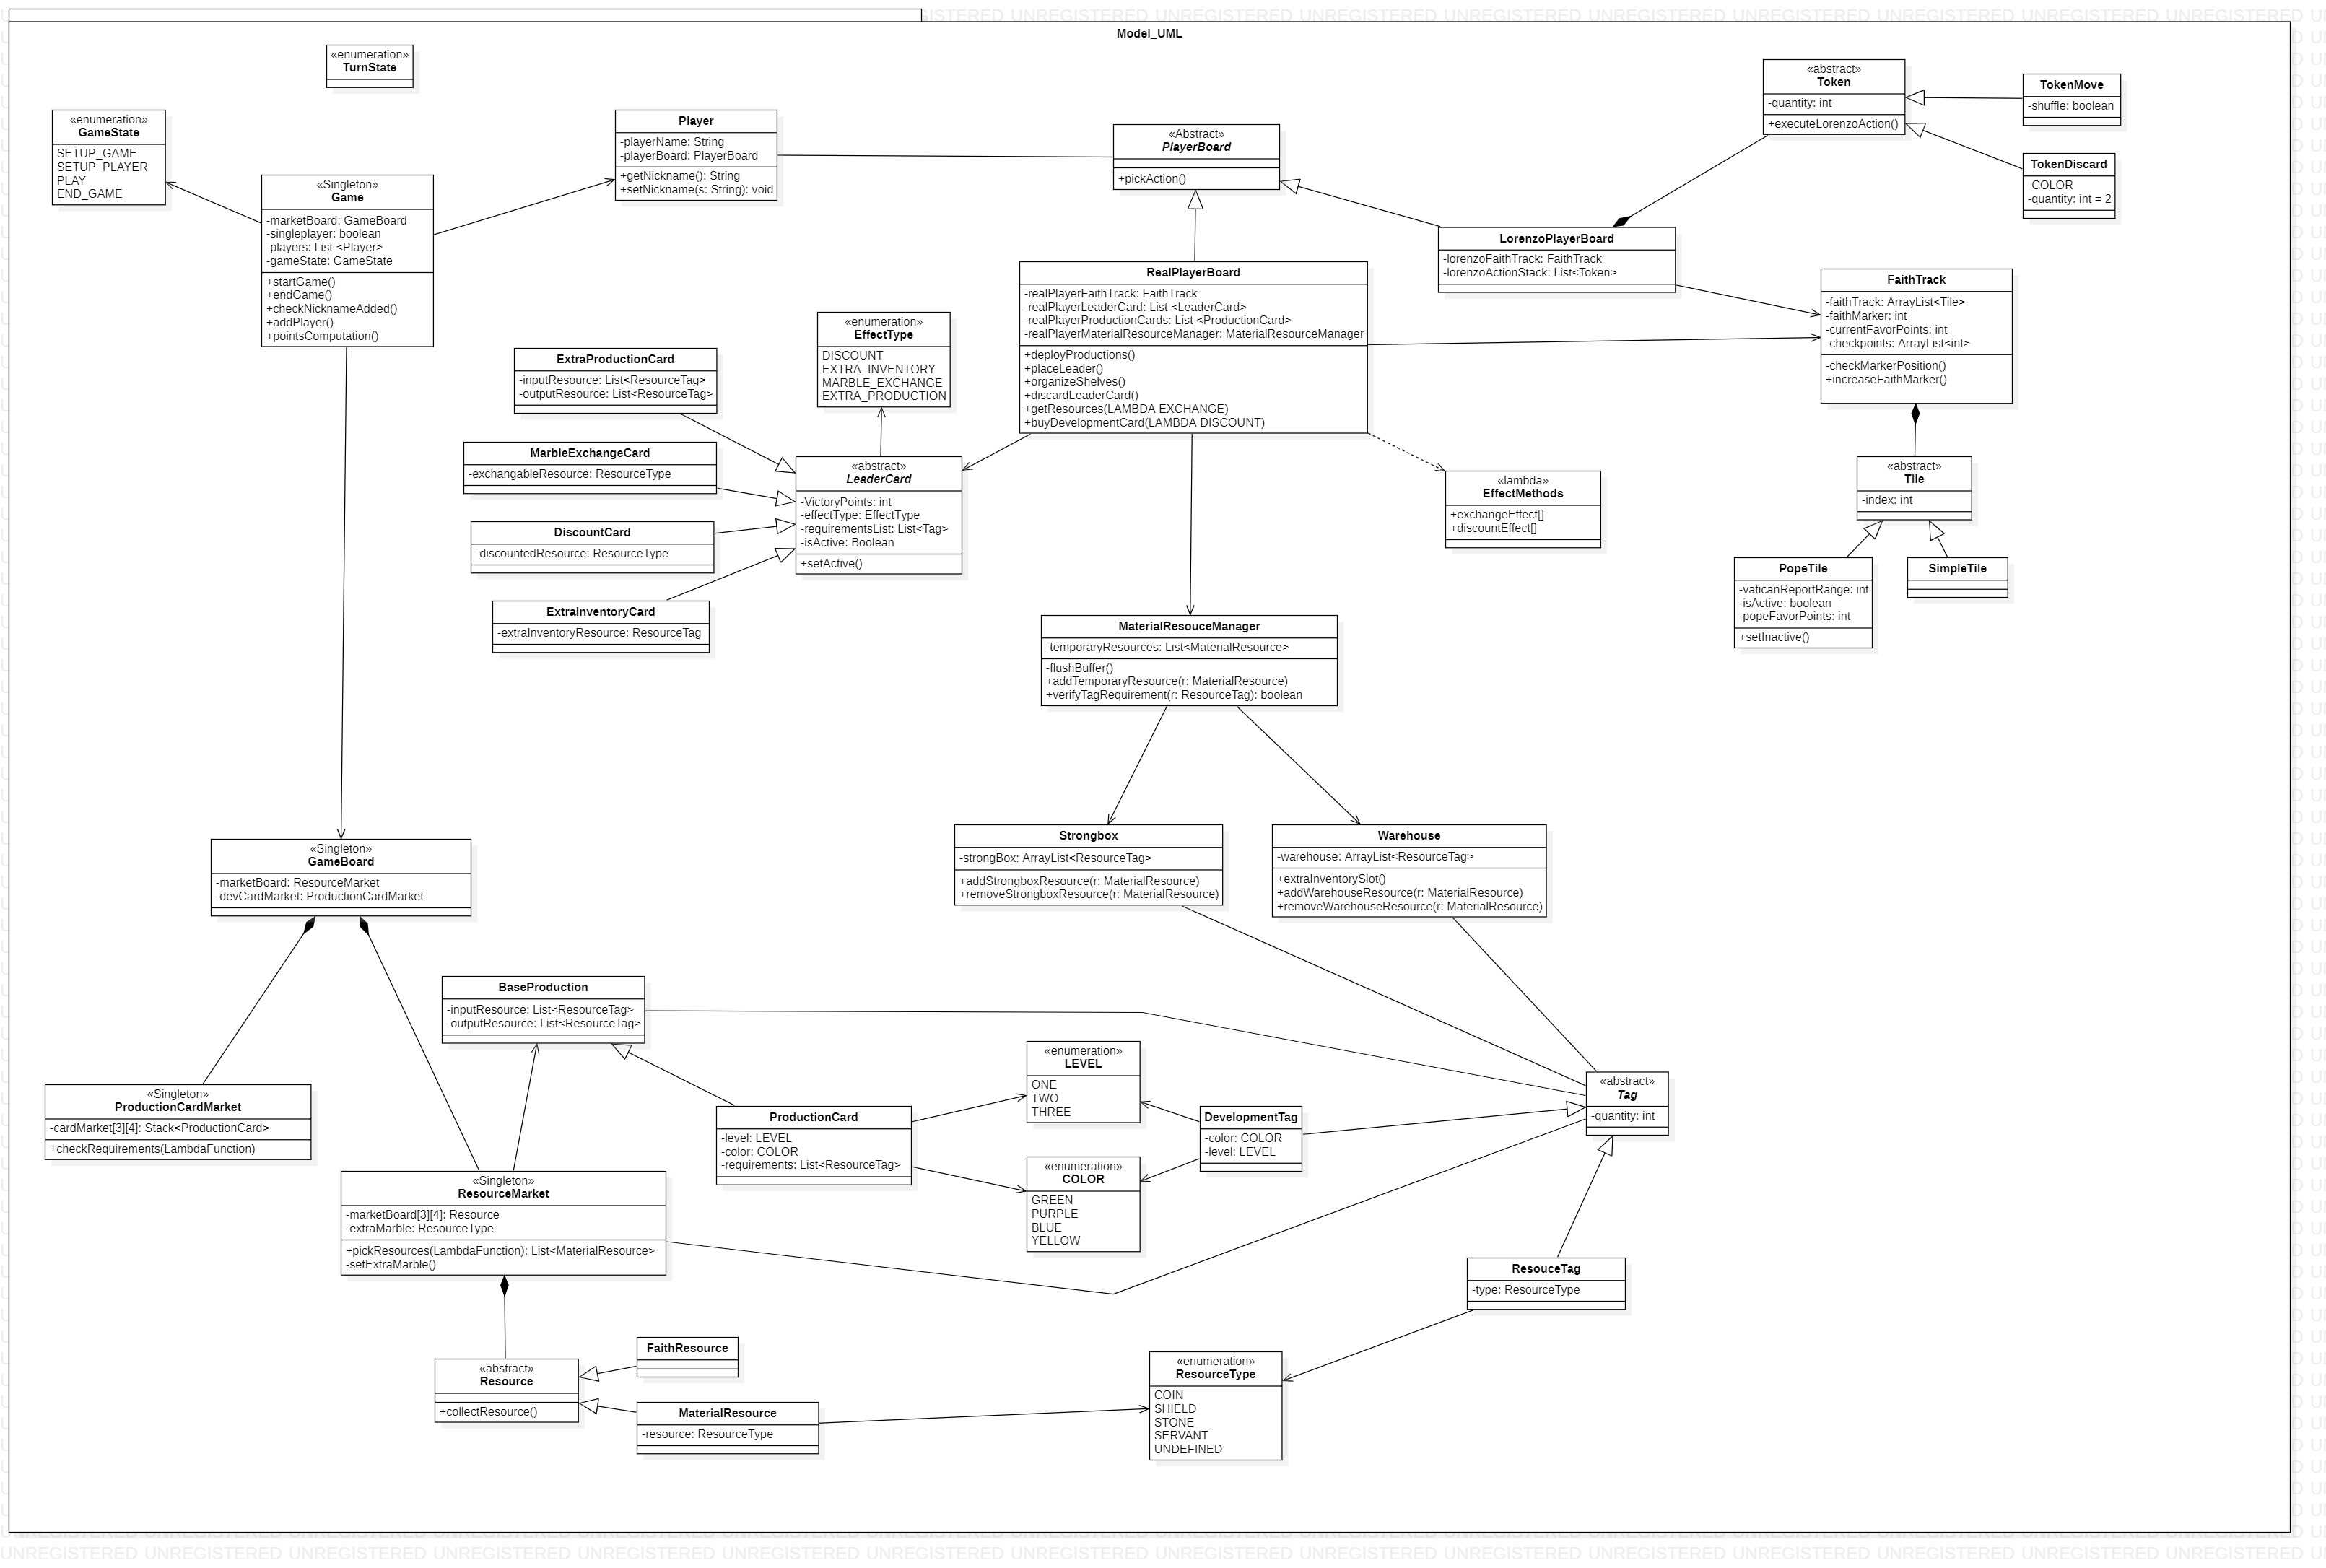 Model_UML
«enumeration»
TurnState
«enumeration»
GameState
SETUP_GAME
SETUP_PLAYER
PLAY
END_GAME
«Singleton»
Game
-marketBoard: GameBoard
-singleplayer: boolean
-players: List <Player>
-gameState: GameState
+startGame()
+endGame()
+checkNicknameAdded()
+addPlayer()
+pointsComputation()
Player
-playerName: String
-playerBoard: PlayerBoard
+getNickname(): String
+setNickname(s: String): void
«Abstract»
PlayerBoard
+pickAction()
«abstract»
Token
-quantity: int
+executeLorenzoAction()
TokenMove
-shuffle: boolean
TokenDiscard
-COLOR
-quantity: int = 2
LorenzoPlayerBoard
-lorenzoFaithTrack: FaithTrack
-lorenzoActionStack: List<Token>
RealPlayerBoard
-realPlayerFaithTrack: FaithTrack
-realPlayerLeaderCard: List <LeaderCard>
-realPlayerProductionCards: List <ProductionCard>
-realPlayerMaterialResourceManager: MaterialResourceManager
+deployProductions()
+placeLeader()
+organizeShelves()
+discardLeaderCard()
+getResources(LAMBDA EXCHANGE)
+buyDevelopmentCard(LAMBDA DISCOUNT)
FaithTrack
-faithTrack: ArrayList<Tile>
-faithMarker: int
-currentFavorPoints: int
-checkpoints: ArrayList<int>
-checkMarkerPosition()
+increaseFaithMarker()
«enumeration»
EffectType
DISCOUNT
EXTRA_INVENTORY
MARBLE_EXCHANGE
EXTRA_PRODUCTION
ExtraProductionCard
-inputResource: List<ResourceTag>
-outputResource: List<ResourceTag>
MarbleExchangeCard
-exchangableResource: ResourceType
DiscountCard
-discountedResource: ResourceType
ExtraInventoryCard
-extraInventoryResource: ResourceTag
«abstract»
LeaderCard
-VictoryPoints: int
-effectType: EffectType
-requirementsList: List<Tag>
-isActive: Boolean
+setActive()
«lambda»
EffectMethods
+exchangeEffect[]
+discountEffect[]
«abstract»
Tile
-index: int
PopeTile
-vaticanReportRange: int
-isActive: boolean
-popeFavorPoints: int
+setInactive()
SimpleTile
MaterialResouceManager
-temporaryResources: List<MaterialResource>
-flushBuffer()
+addTemporaryResource(r: MaterialResource)
+verifyTagRequirement(r: ResourceTag): boolean
Strongbox
-strongBox: ArrayList<ResourceTag>
+addStrongboxResource(r: MaterialResource)
+removeStrongboxResource(r: MaterialResource)
Warehouse
-warehouse: ArrayList<ResourceTag>
+extraInventorySlot()
+addWarehouseResource(r: MaterialResource)
+removeWarehouseResource(r: MaterialResource)
«Singleton»
GameBoard
-marketBoard: ResourceMarket
-devCardMarket: ProductionCardMarket
BaseProduction
-inputResource: List<ResourceTag>
-outputResource: List<ResourceTag>
«Singleton»
ProductionCardMarket
-cardMarket[3][4]: Stack<ProductionCard>
+checkRequirements(LambdaFunction)
ProductionCard
-level: LEVEL
-color: COLOR
-requirements: List<ResourceTag>
«enumeration»
LEVEL
ONE
TWO
THREE
«enumeration»
COLOR
GREEN
PURPLE
BLUE
YELLOW
DevelopmentTag
-color: COLOR
-level: LEVEL
«abstract»
Tag
-quantity: int
«Singleton»
ResourceMarket
-marketBoard[3][4]: Resource
-extraMarble: ResourceType
+pickResources(LambdaFunction): List<MaterialResource>
-setExtraMarble()
ResouceTag
-type: ResourceType
«abstract»
Resource
+collectResource()
FaithResource
MaterialResource
-resource: ResourceType
«enumeration»
ResourceType
COIN
SHIELD
STONE
SERVANT
UNDEFINED
UNREGISTERED UNREGISTERED UNREGISTERED UNREGISTERED UNREGISTERED UNREGISTERED UNREGISTERED UNREGISTERED UNREGISTERED UNREGISTERED UNREGISTERED UNREGISTERED UNREGISTERED UNREGISTERED UNREGISTERED UNREGISTERED